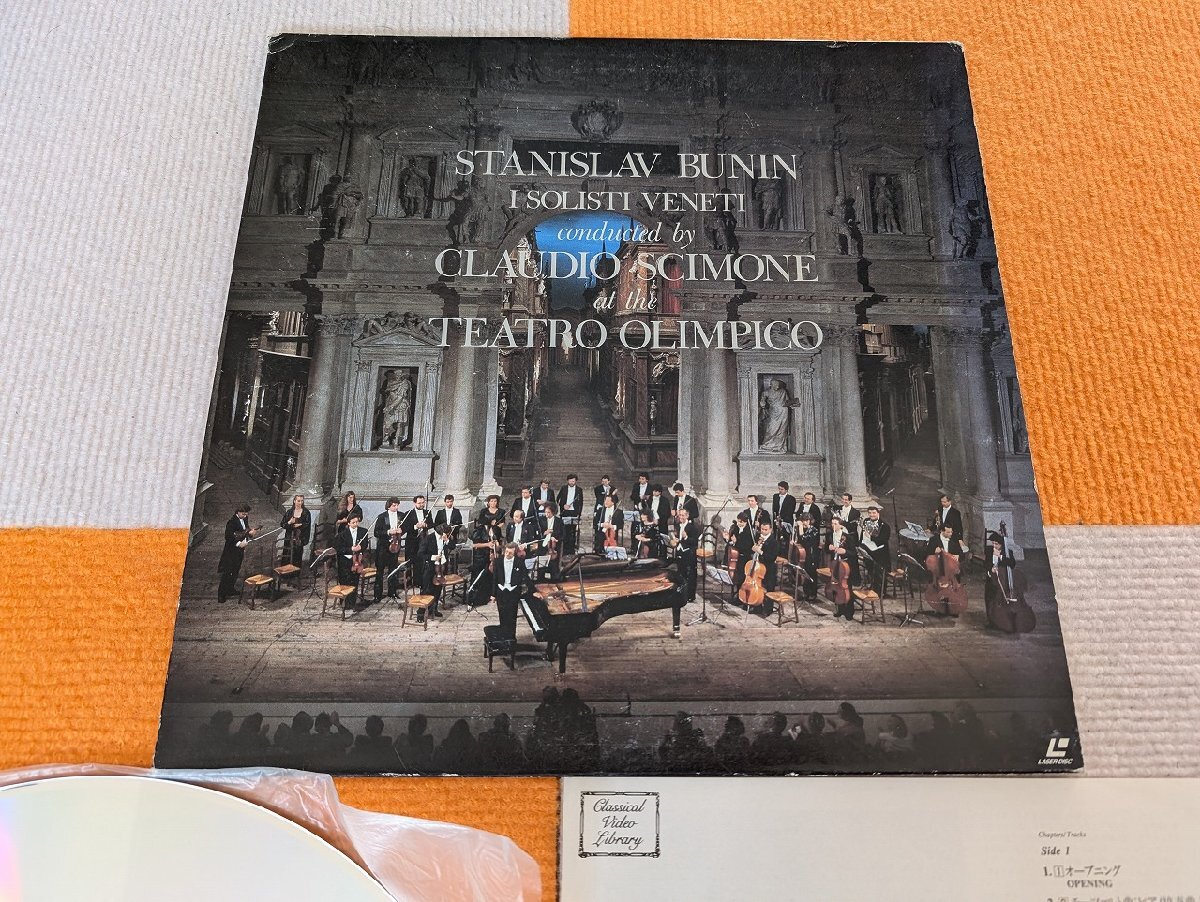 STANISLAV BUNIN
I SOLISTI VENETI
conducted by
CLAUDIO SCIMONE
at the
TEATRO OLIMPICO
LASERDISC
Classical
Video
Library
Chapters/Tracks
Side 1
1. 1 オープニング
OPENING